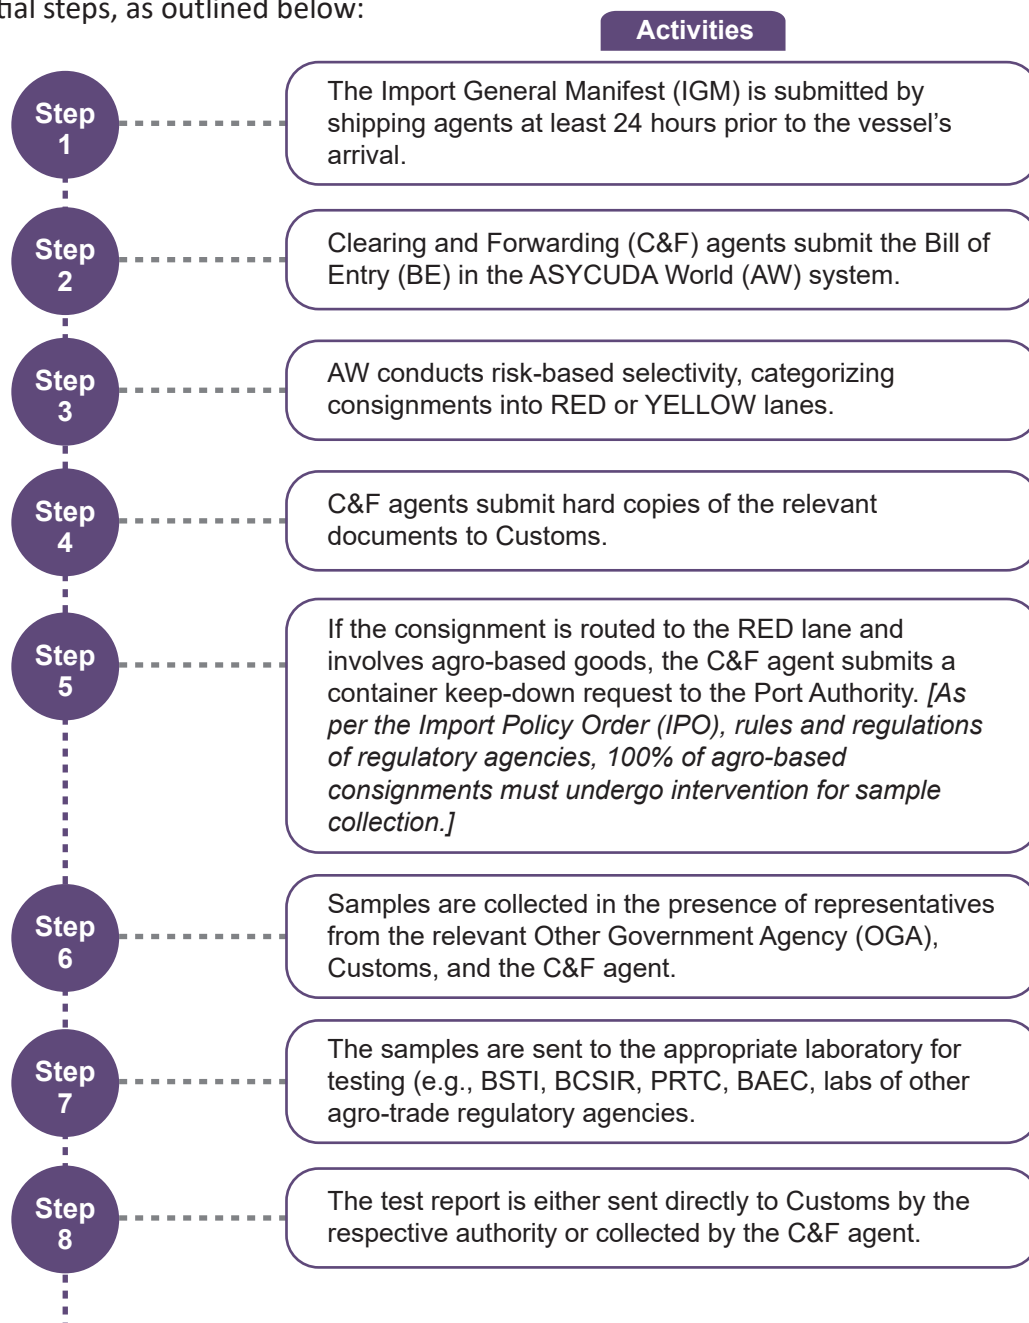 tial steps, as outlined below:
Activities
Step
1
The Import General Manifest (IGM) is submitted by
shipping agents at least 24 hours prior to the vessel's
arrival.
Step
2
Clearing and Forwarding (C&F) agents submit the Bill of
Entry (BE) in the ASYCUDA World (AW) system.
Step
3
AW conducts risk-based selectivity, categorizing
consignments into RED or YELLOW lanes.
Step
4
C&F agents submit hard copies of the relevant
documents to Customs.
Step
5
If the consignment is routed to the RED lane and
involves agro-based goods, the C&F agent submits a
container keep-down request to the Port Authority. [As
per the Import Policy Order (IPO), rules and regulations
of regulatory agencies, 100% of agro-based
consignments must undergo intervention for sample
collection.]
Step
6
Samples are collected in the presence of representatives
from the relevant Other Government Agency (OGA),
Customs, and the C&F agent.
Step
7
The samples are sent to the appropriate laboratory for
testing (e.g., BSTI, BCSIR, PRTC, BAEC, labs of other
agro-trade regulatory agencies.
Step
8
The test report is either sent directly to Customs by the
respective authority or collected by the C&F agent.